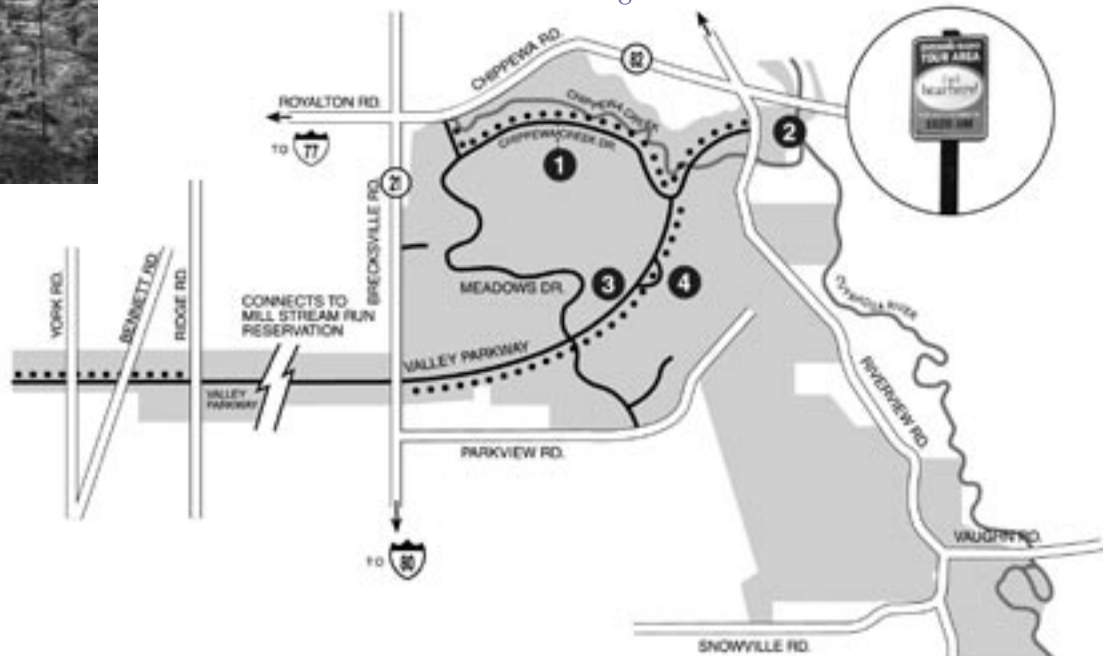 CHIPPEWA RD.
82
ROYALTON RD.
TO 77
CHIPPEWA CREEK
CHIPPEWA CREEK DR.
1
2
TOUR AREA
21
BRECKSVILLE RD.
YORK RD.
BENNETT RD.
RIDGE RD.
CONNECTS TO
MILL STREAM RUN
RESERVATION
MEADOWS DR.
3
4
CUYAHOGA RIVER
VALLEY PARKWAY
VALLEY
PARKWAY
RIVERVIEW RD.
PARKVIEW RD.
TO 80
VAUGHN RD.
SNOWVILLE RD.